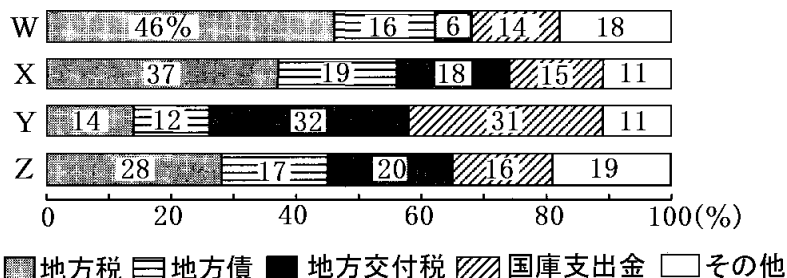 W 46% 16 6 14 18
X 37 19 18 15 11
Y 14 12 32 31 11
Z 28 17 20 16 19
0 20 40 60 80 100(%)
地方税 地方債 地方交付税 国庫支出金 その他